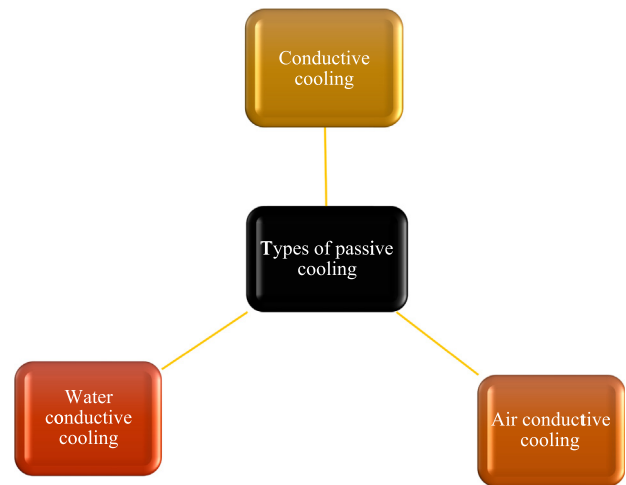 Conductive
cooling
Types of passive
cooling
Water
conductive
cooling
Air conductive
cooling